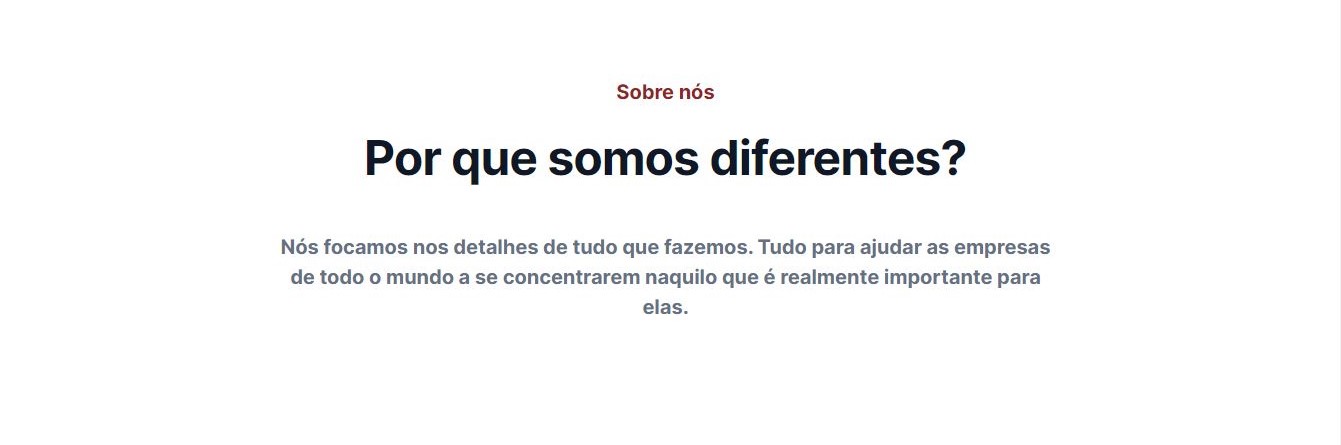 Sobre nós
Por que somos diferentes?
Nós focamos nos detalhes de tudo que fazemos. Tudo para ajudar as empresas
de todo o mundo a se concentrarem naquilo que é realmente importante para
elas.